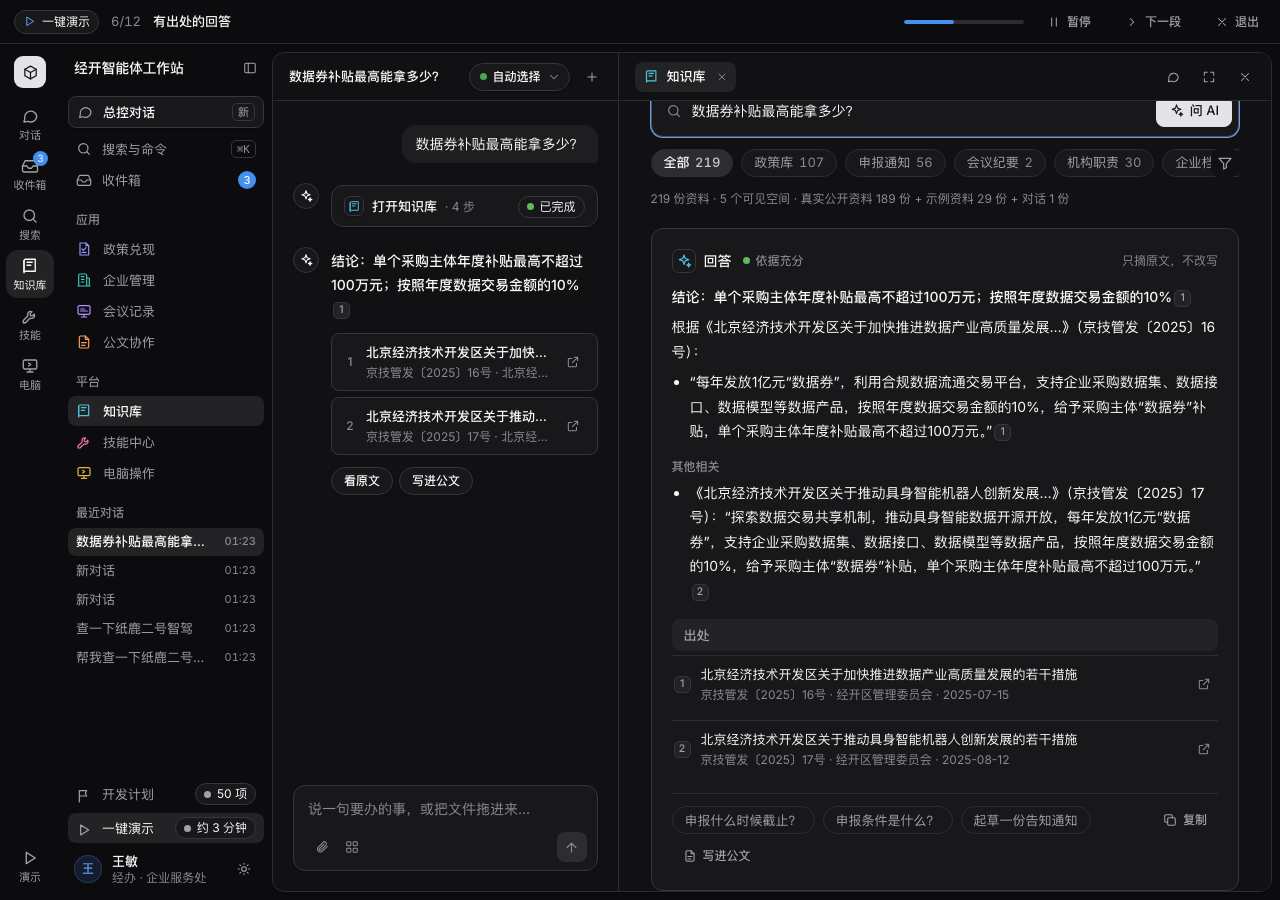 一键演示
6/12
有出处的回答
暂停
下一段
退出
对话
3
收件箱
搜索
知识库
技能
电脑
演示
经开智能体工作站
总控对话
新
搜索与命令
⌘K
收件箱
3
应用
政策兑现
企业管理
会议记录
公文协作
平台
知识库
技能中心
电脑操作
最近对话
数据券补贴最高能拿... 01:23
新对话 01:23
新对话 01:23
查一下纸鹿二号智驾 01:23
帮我查一下纸鹿二号... 01:23
开发计划
50 项
一键演示
约 3 分钟
王
王敏
经办 · 企业服务处
数据券补贴最高能拿多少?
自动选择
数据券补贴最高能拿多少?
打开知识库 · 4 步
已完成
结论：单个采购主体年度补贴最高不超过
100万元；按照年度数据交易金额的10%
1
1
北京经济技术开发区关于加快...
京技管发〔2025〕16号 · 北京经...
2
北京经济技术开发区关于推动...
京技管发〔2025〕17号 · 北京经...
看原文
写进公文
说一句要办的事，或把文件拖进来...
知识库
数据券补贴最高能拿多少?
问 AI
全部 219
政策库 107
申报通知 56
会议纪要 2
机构职责 30
企业档
219 份资料 · 5 个可见空间 · 真实公开资料 189 份 + 示例资料 29 份 + 对话 1 份
回答
依据充分
只摘原文，不改写
结论：单个采购主体年度补贴最高不超过100万元；按照年度数据交易金额的10% 1
根据《北京经济技术开发区关于加快推进数据产业高质量发展...》（京技管发〔2025〕16
号）：
“每年发放1亿元“数据券”，利用合规数据流通交易平台，支持企业采购数据集、数据接
口、数据模型等数据产品，按照年度数据交易金额的10%，给予采购主体“数据券”补
贴，单个采购主体年度补贴最高不超过100万元。” 1
其他相关
《北京经济技术开发区关于推动具身智能机器人创新发展...》（京技管发〔2025〕17
号）：“探索数据交易共享机制，推动具身智能数据开源开放，每年发放1亿元“数据
券”，支持企业采购数据集、数据接口、数据模型等数据产品，按照年度数据交易金额
的10%，给予采购主体“数据券”补贴，单个采购主体年度补贴最高不超过100万元。”
2
出处
1
北京经济技术开发区关于加快推进数据产业高质量发展的若干措施
京技管发〔2025〕16号 · 经开区管理委员会 · 2025-07-15
2
北京经济技术开发区关于推动具身智能机器人创新发展的若干措施
京技管发〔2025〕17号 · 经开区管理委员会 · 2025-08-12
申报什么时候截止?
申报条件是什么?
起草一份告知通知
复制
写进公文